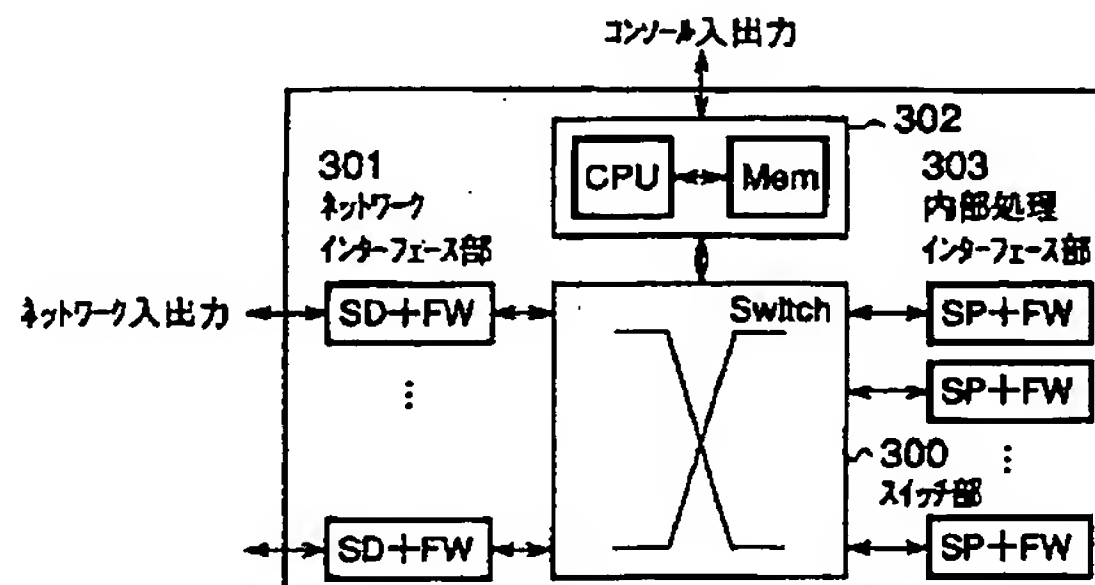 コンソール入出力
302
CPU
Mem
301
ネットワーク
インターフェース部
303
内部処理
インターフェース部
ネットワーク入出力
SD+FW
Switch
SP+FW
⋮
SP+FW
300
スイッチ部
⋮
SD+FW
SP+FW